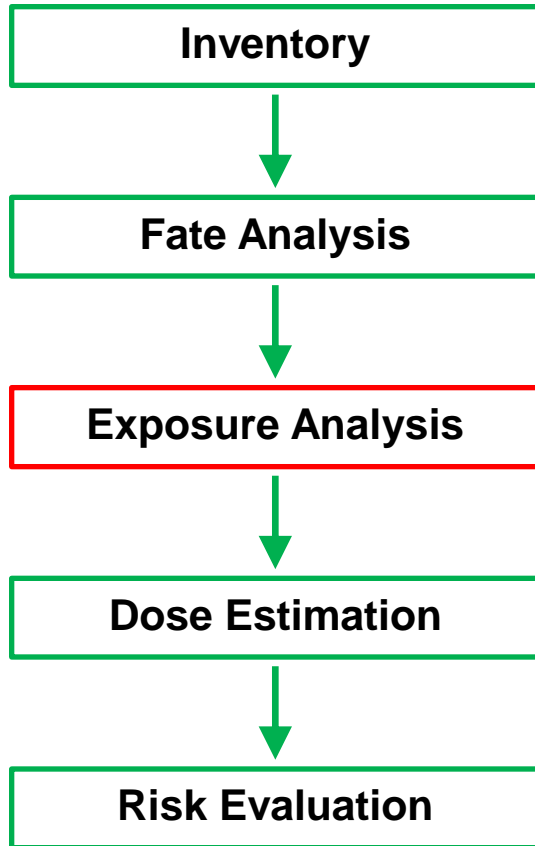 Inventory
Fate Analysis
Exposure Analysis
Dose Estimation
Risk Evaluation